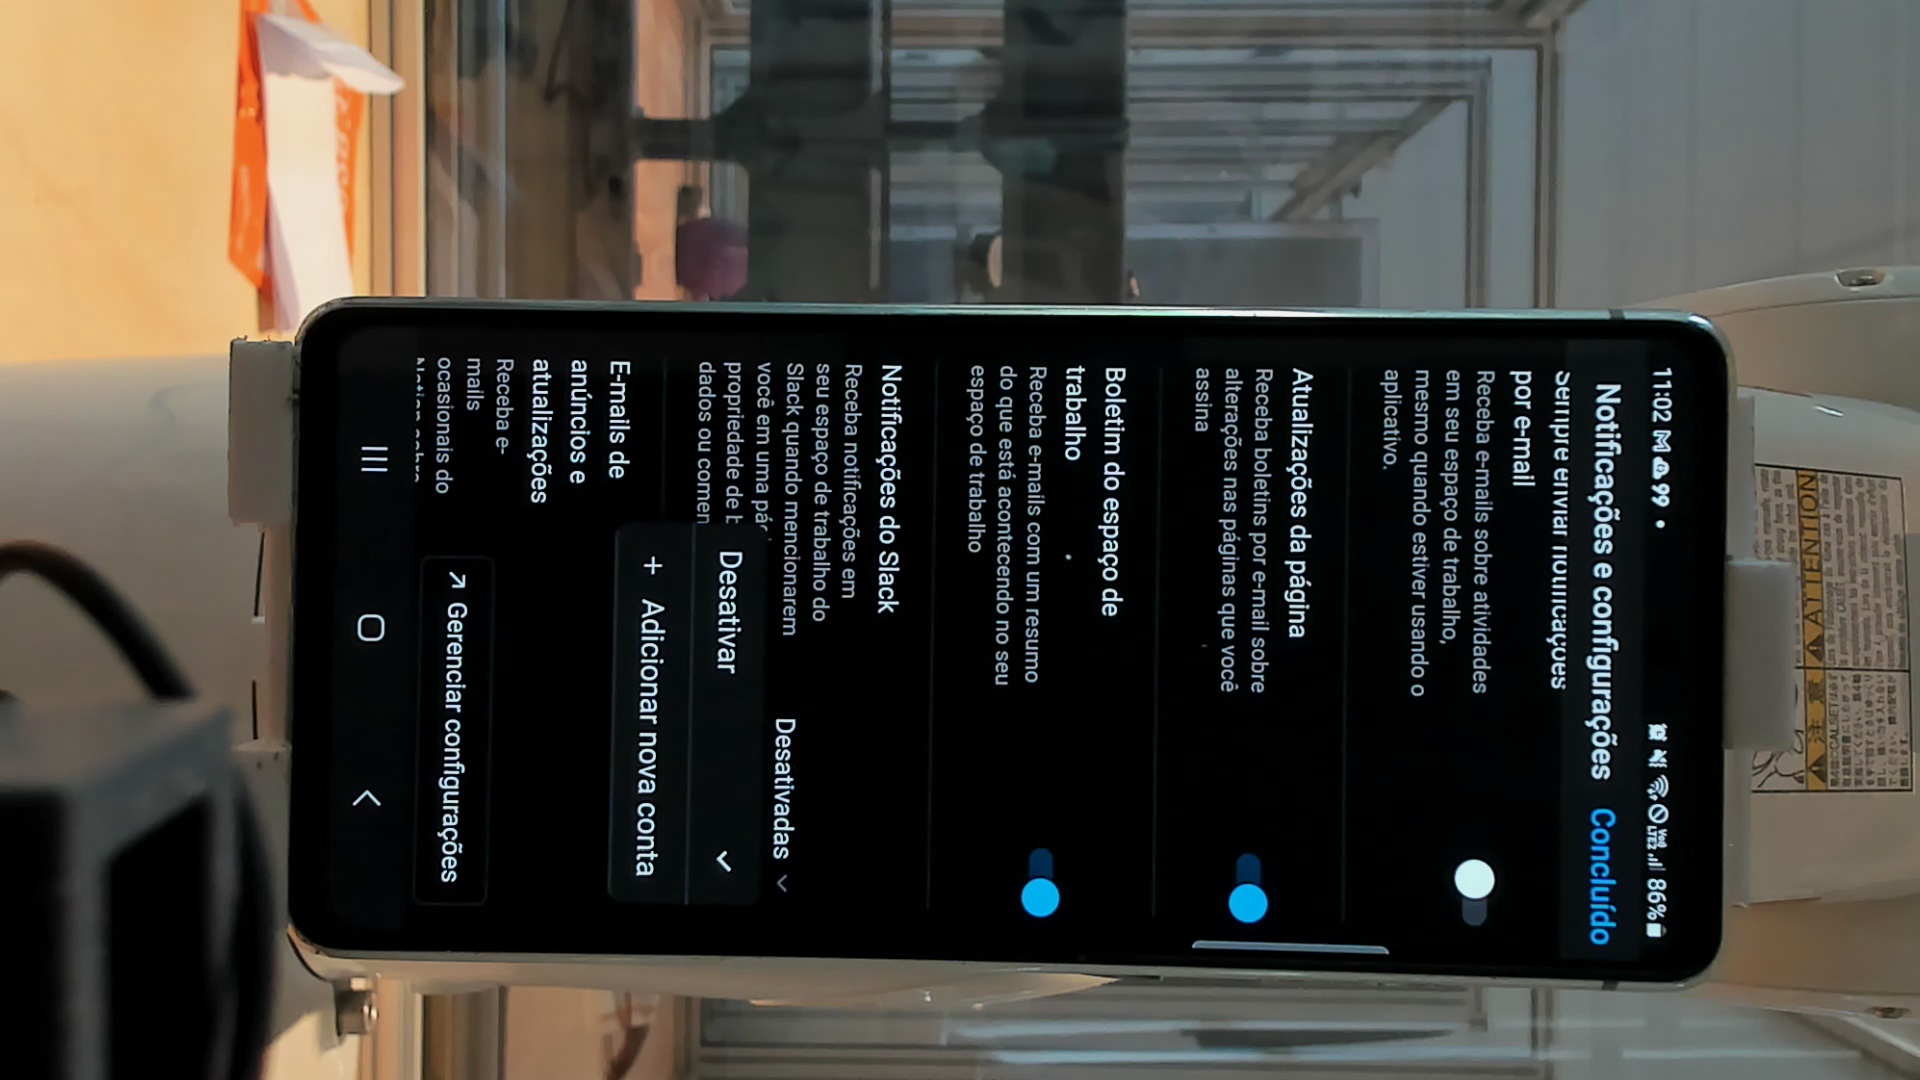 11:02 99 •
VoD LTE2 86%
Notificações e configurações
Concluído
Sempre enviar notificações
por e-mail
Receba e-mails sobre atividades
em seu espaço de trabalho,
mesmo quando estiver usando o
aplicativo.
Atualizações da página
Receba boletins por e-mail sobre
alterações nas páginas que você
assina
Boletim do espaço de
trabalho
Receba e-mails com um resumo
do que está acontecendo no seu
espaço de trabalho
Notificações do Slack
Receba notificações em
seu espaço de trabalho do
Slack quando mencionarem
você em uma pá
propriedade de
dados ou comen
Desativadas
Desativar
+ Adicionar nova conta
E-mails de
anúncios e
atualizações
Receba e-
mails
ocasionais do
Gerenciar configurações
ATTENTION
注意